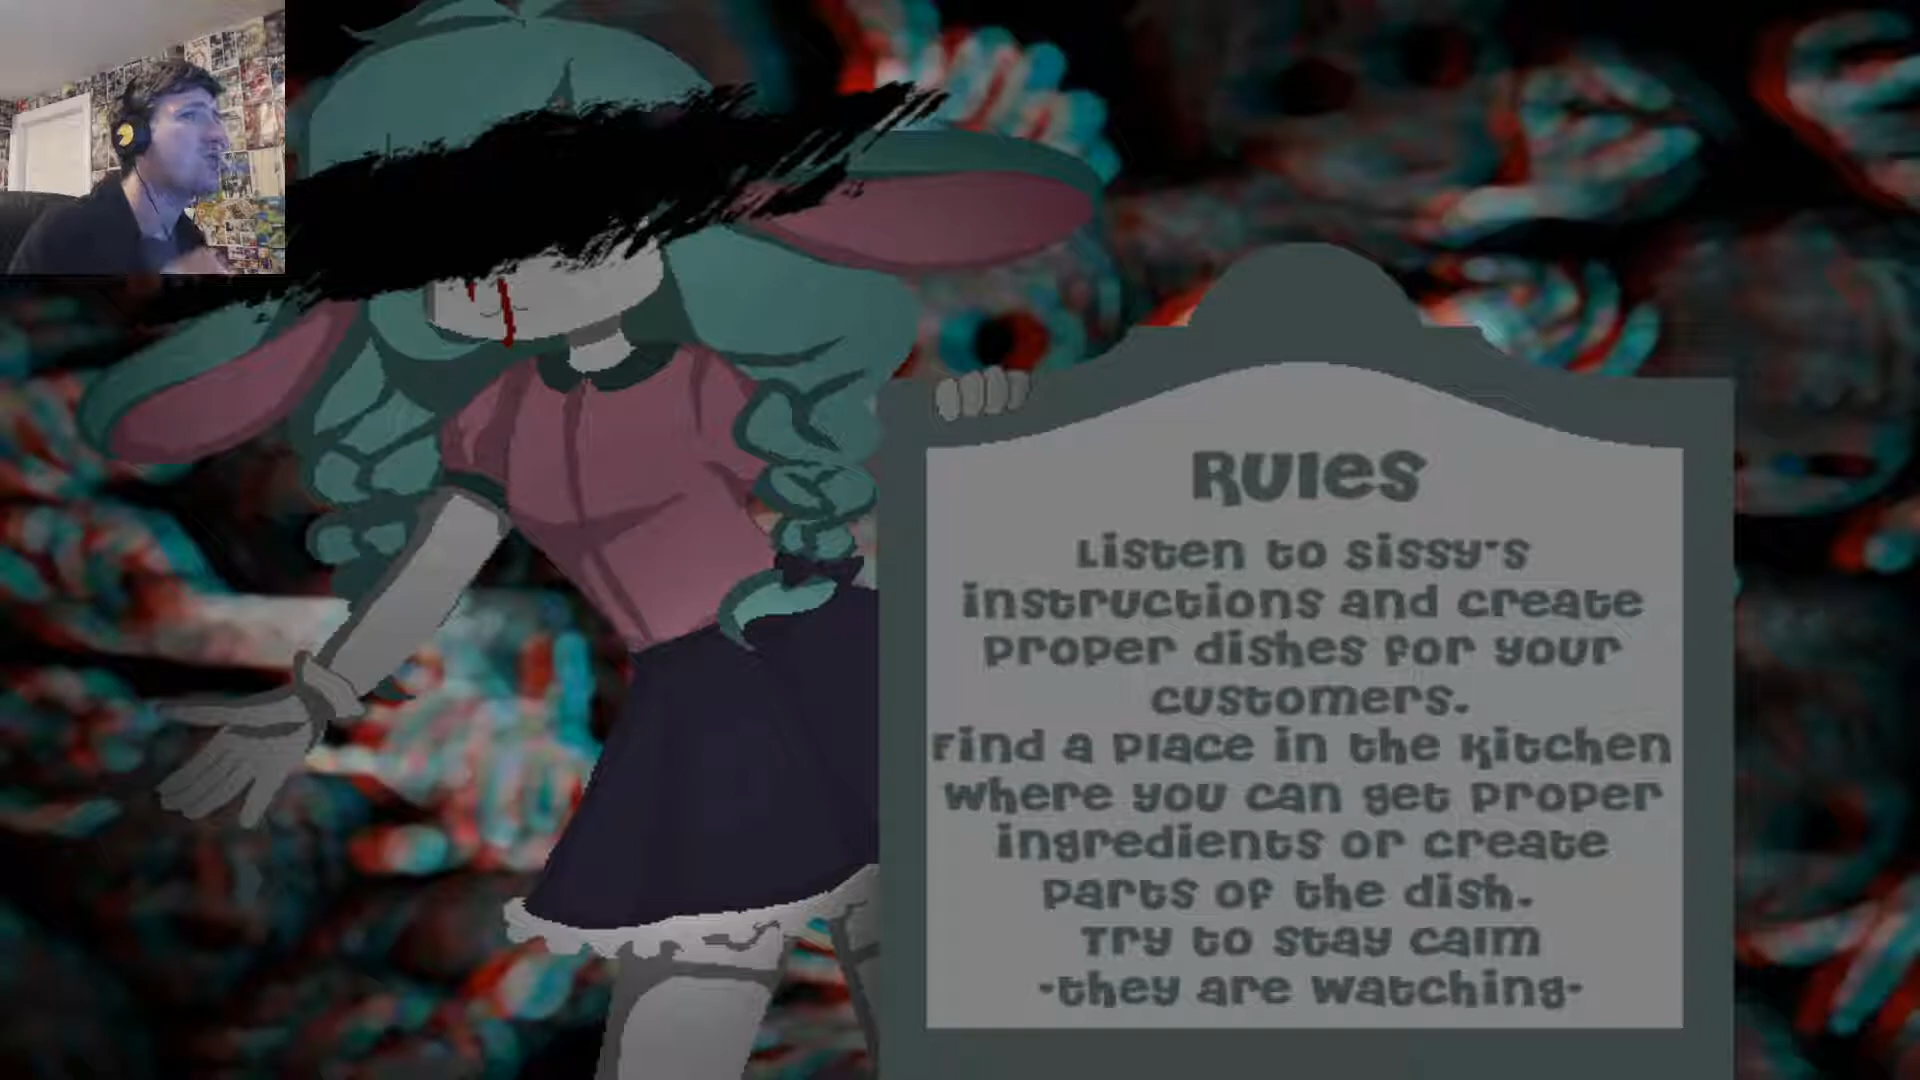 RULES
Listen to Sissy's
instructions and create
proper dishes for your
customers.
Find a place in the kitchen
where you can get proper
ingredients or create
parts of the dish.
Try to stay calm
-they are watching-